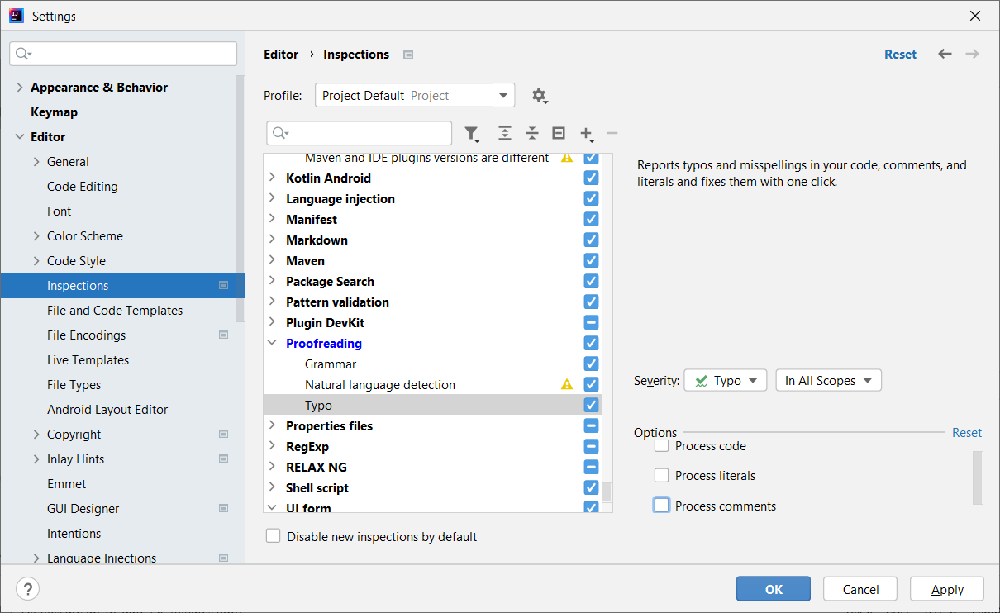 Settings
Appearance & Behavior
Keymap
Editor
General
Code Editing
Font
Color Scheme
Code Style
Inspections
File and Code Templates
File Encodings
Live Templates
File Types
Android Layout Editor
Copyright
Inlay Hints
Emmet
GUI Designer
Intentions
Language Injections
Editor › Inspections
Reset
Profile: Project Default Project
Maven and IDE plugins versions are different
Kotlin Android
Language injection
Manifest
Markdown
Maven
Package Search
Pattern validation
Plugin DevKit
Proofreading
Grammar
Natural language detection
Typo
Properties files
RegExp
RELAX NG
Shell script
UI form
Disable new inspections by default
Reports typos and misspellings in your code, comments, and
literals and fixes them with one click.
Severity: Typo In All Scopes
Options Reset
Process code
Process literals
Process comments
? OK Cancel Apply